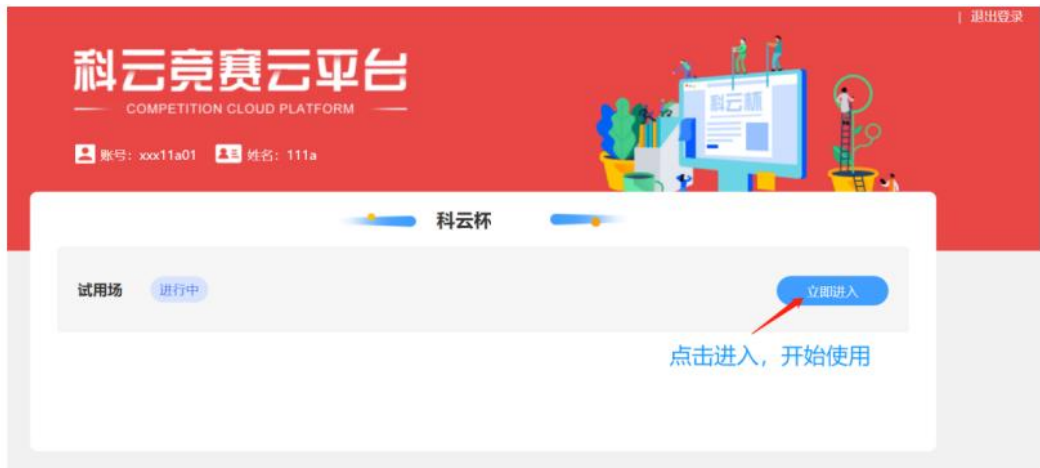 | 退出登录
科云竞赛云平台
COMPETITION CLOUD PLATFORM
账号：xxx11a01 姓名：111a
科云杯
科云杯
试用场 进行中 立即进入
点击进入，开始使用